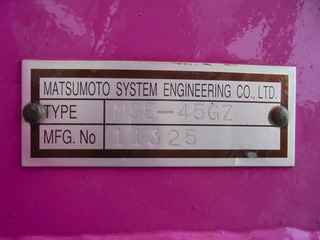 MATSUMOTO SYSTEM ENGINEERING CO., LTD.
TYPE MSE-45GZ
MFG. No 11325